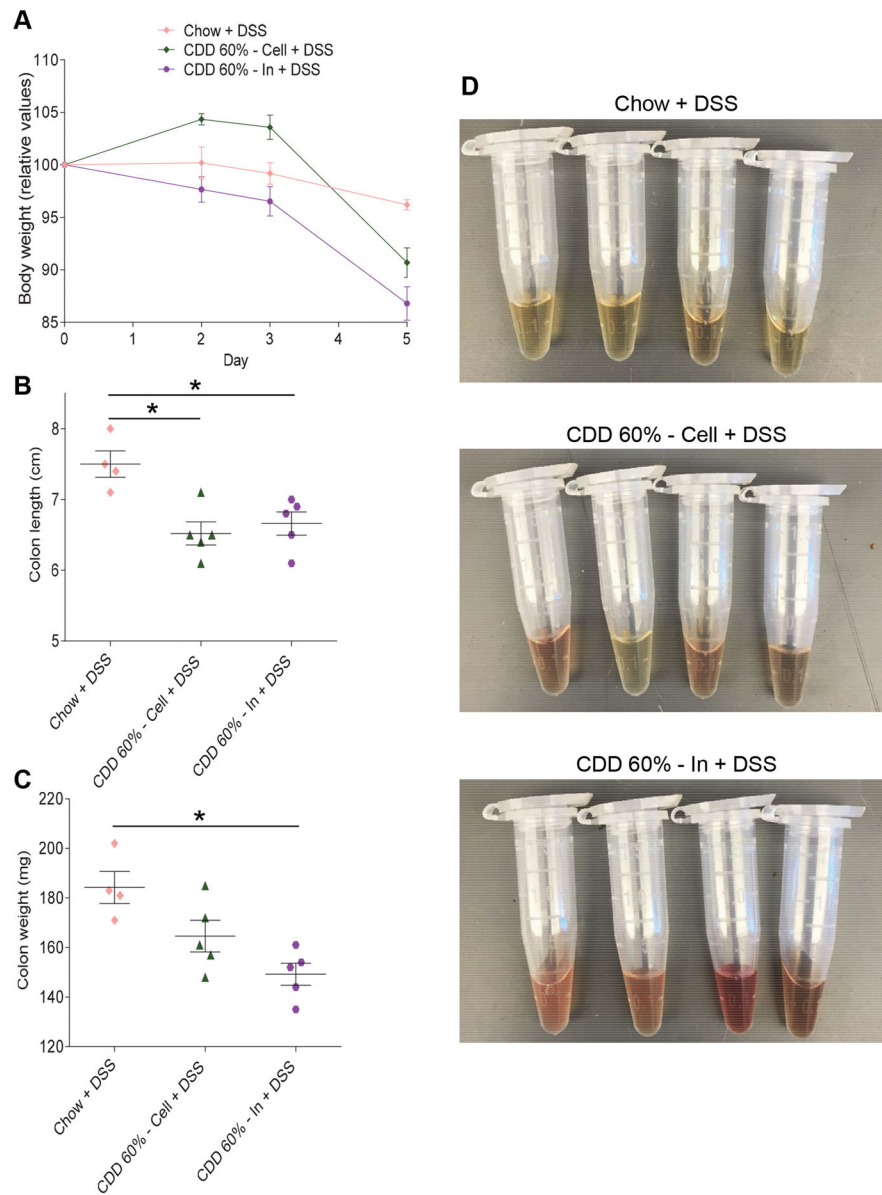 A
Chow + DSS
CDD 60% - Cell + DSS
CDD 60% - In + DSS
110
105
100
95
90
85
Body weight (relative values)
0
1
2
3
4
5
Day
B
*
*
8
7
6
5
Colon length (cm)
Chow + DSS
CDD 60% - Cell + DSS
CDD 60% - In + DSS
C
*
220
200
180
160
140
120
Colon weight (mg)
Chow + DSS
CDD 60% - Cell + DSS
CDD 60% - In + DSS
D
Chow + DSS
CDD 60% - Cell + DSS
CDD 60% - In + DSS